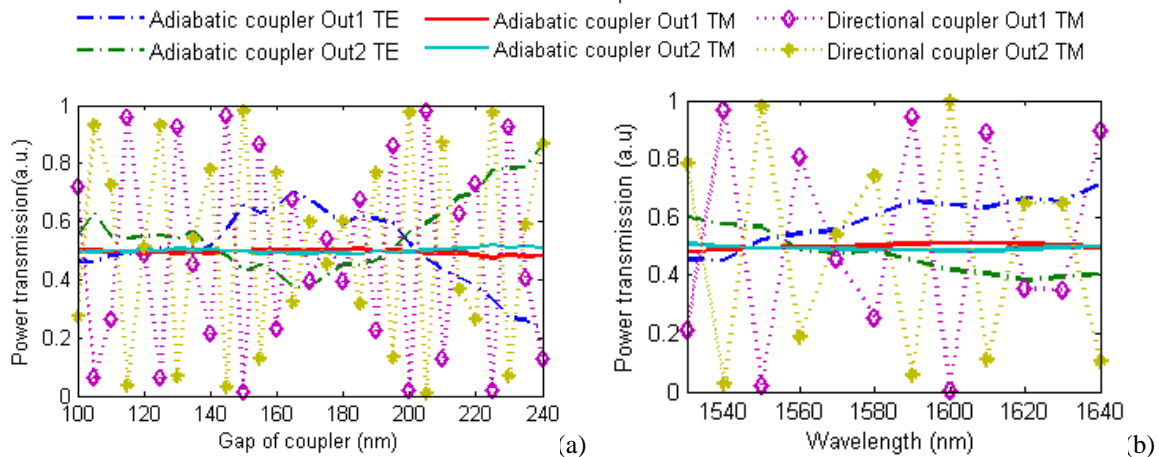 Adiabatic coupler Out1 TE Adiabatic coupler Out1 TM Directional coupler Out1 TM
Adiabatic coupler Out2 TE Adiabatic coupler Out2 TM Directional coupler Out2 TM
Power transmission(a.u.)
1
0.8
0.6
0.4
0.2
0
100 120 140 160 180 200 220 240
Gap of coupler (nm)
(a)
Power transmission (a.u)
1
0.8
0.6
0.4
0.2
0
1540 1560 1580 1600 1620 1640
Wavelength (nm)
(b)